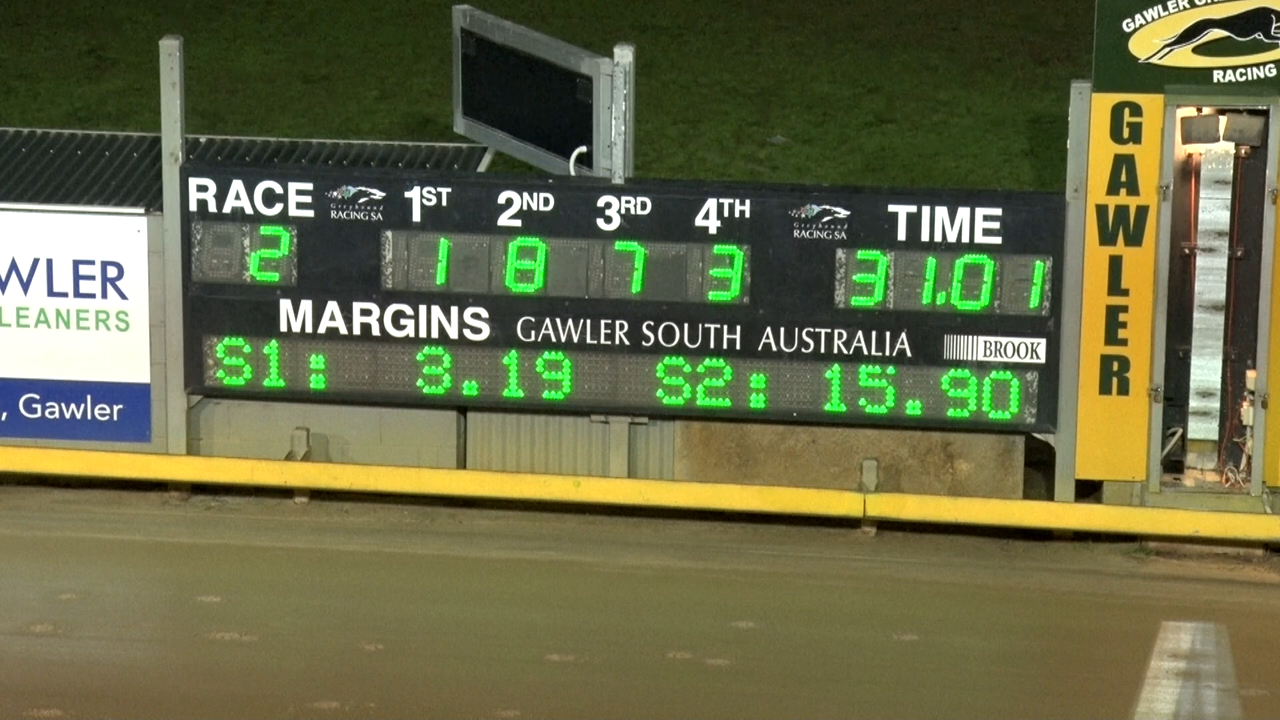 GAWLER
RACING
RACE 1ST 2ND 3RD 4TH TIME
Greyhound RACING SA
Greyhound RACING SA
2 1 8 7 3 31.01
MARGINS GAWLER SOUTH AUSTRALIA BROOK
S1: 3.19 S2: 15.90
WLER
LEANERS
, Gawler
GAWLER